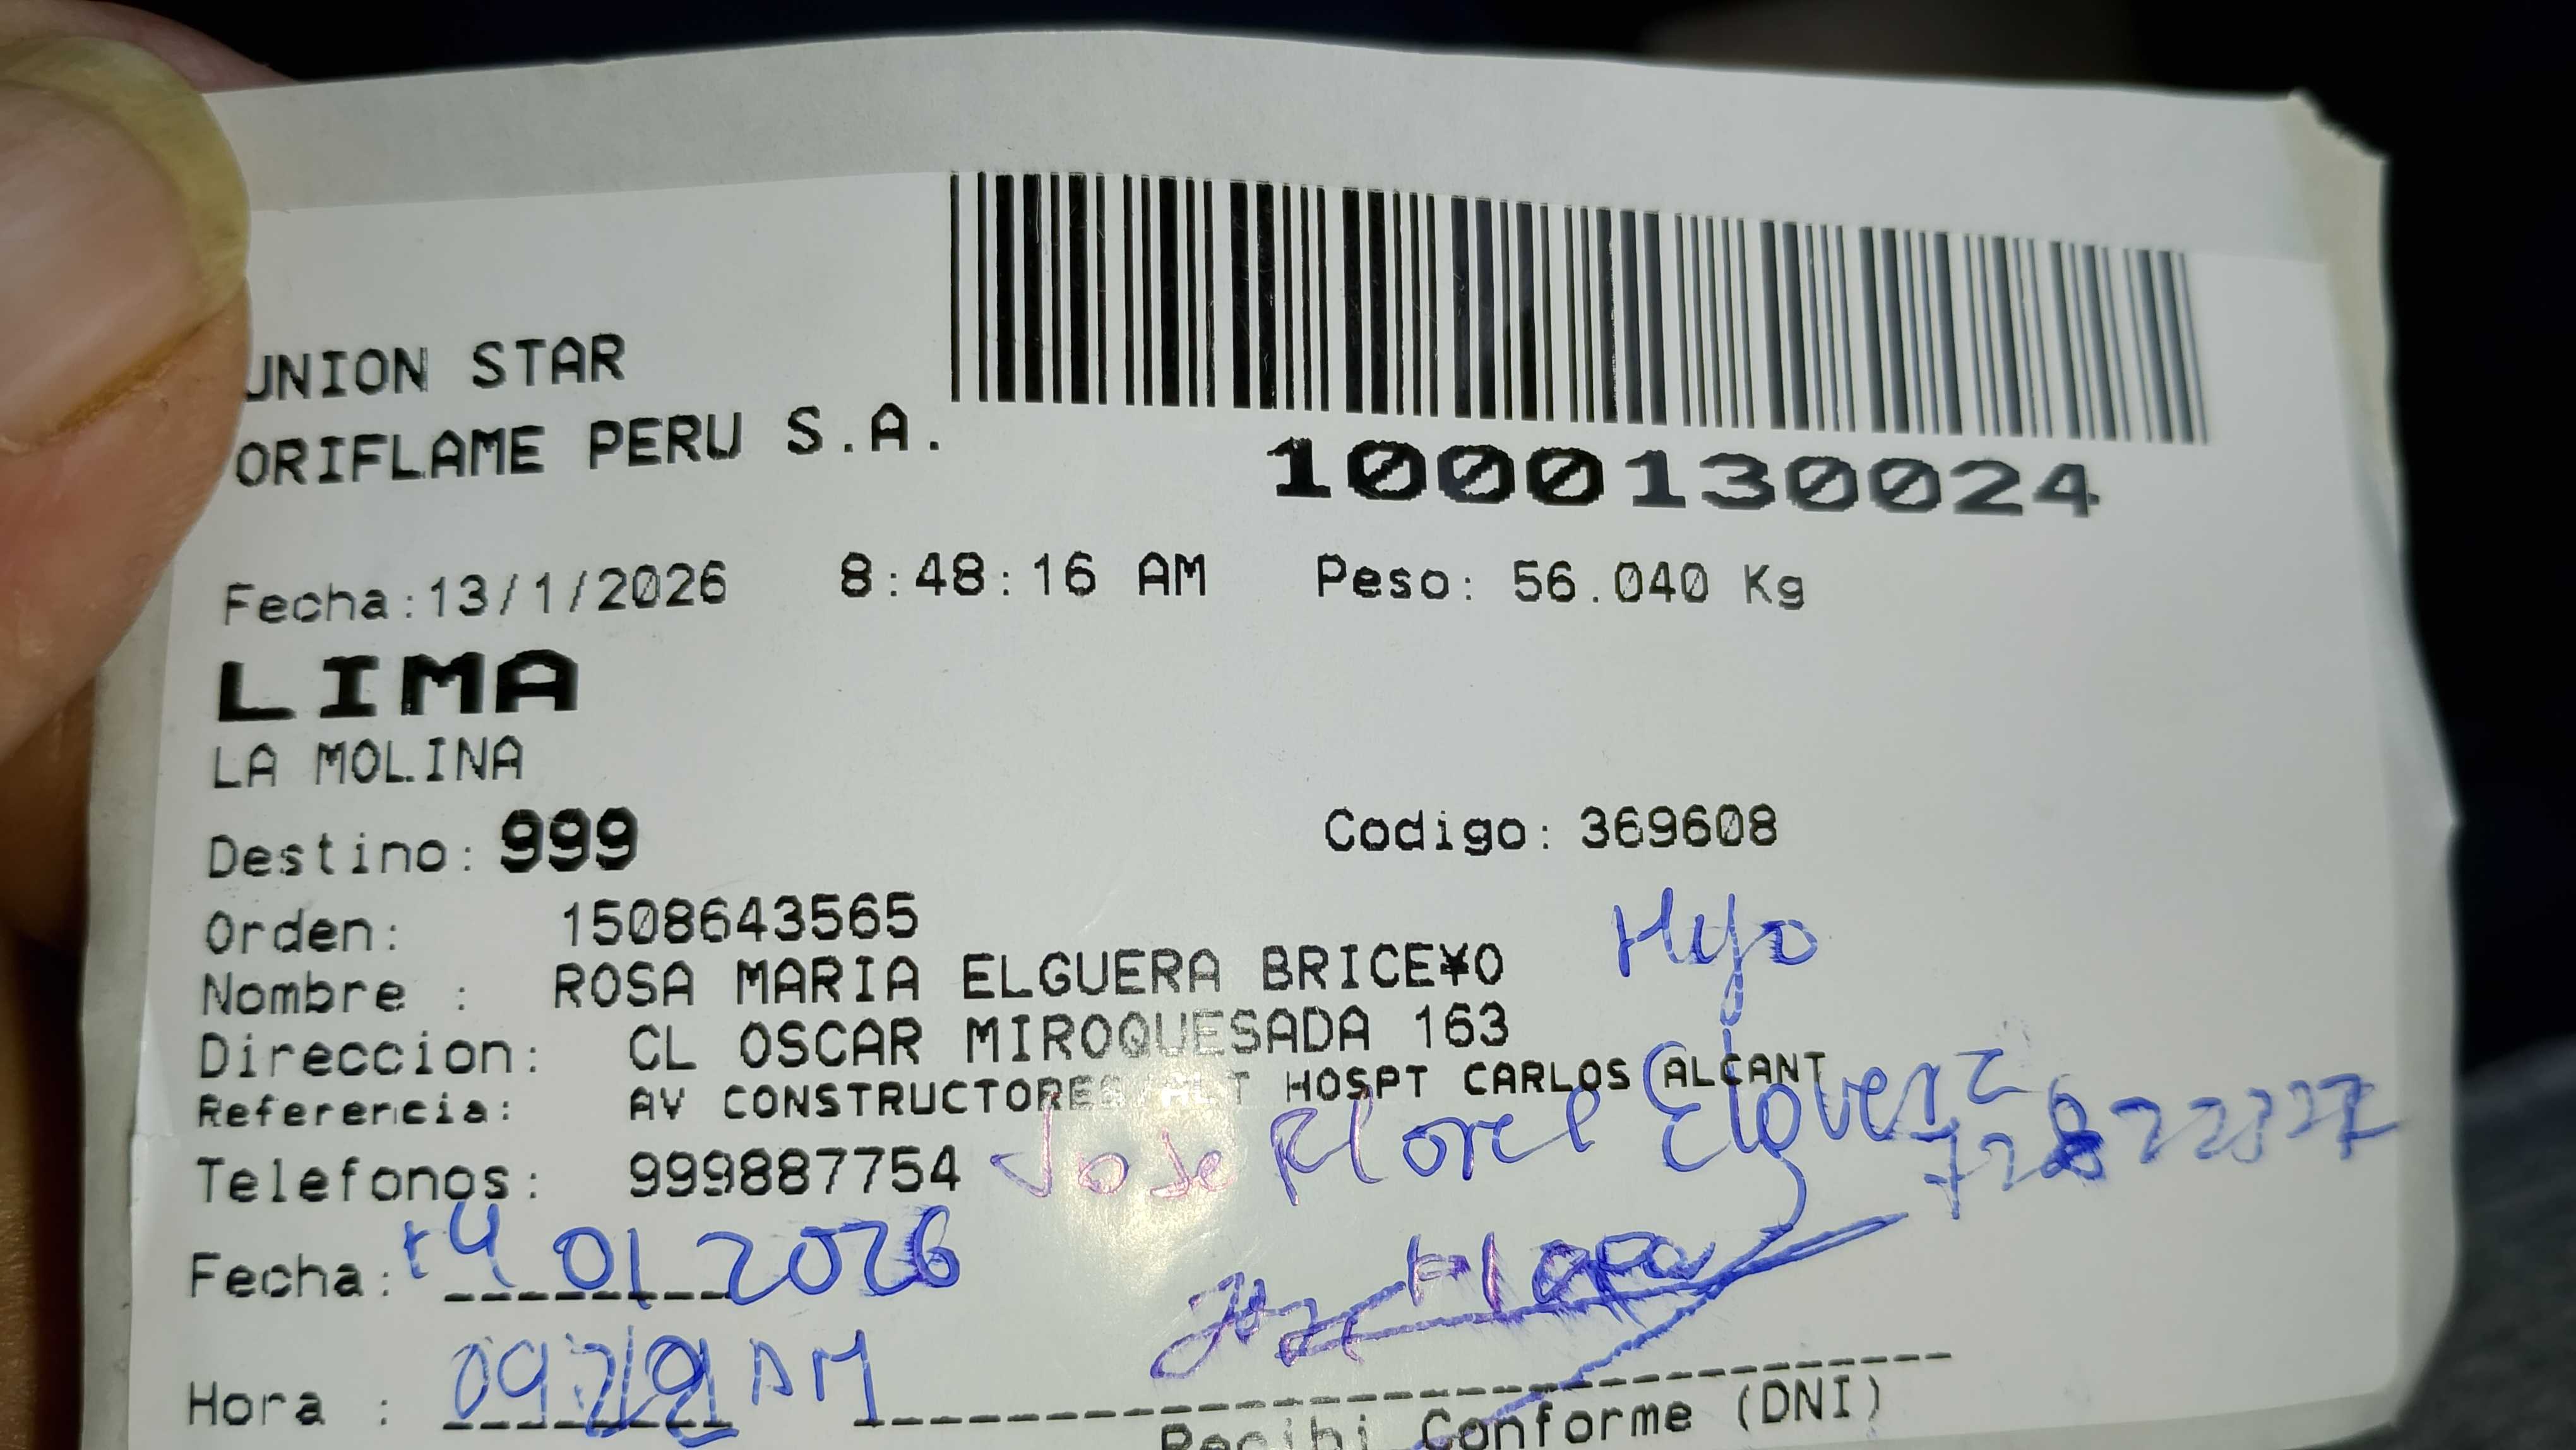 UNION STAR
ORIFLAME PERU S.A.
1000130024
Fecha:13/1/2026 8:48:16 AM Peso: 56.040 Kg
LIMA
LA MOLINA
Destino: 999 Codigo: 369608
Orden: 1508643565
Hijo
Nombre : ROSA MARIA ELGUERA BRICE¥O
Direccion: CL OSCAR MIROQUESADA 163
Referencia: AV CONSTRUCTORES/ALT HOSPT CARLOS ALCANT
Telefonos: 999887754 Jose Flores
Fecha: 14 01 2026
Hora : AM
Recibi Conforme (DNI)